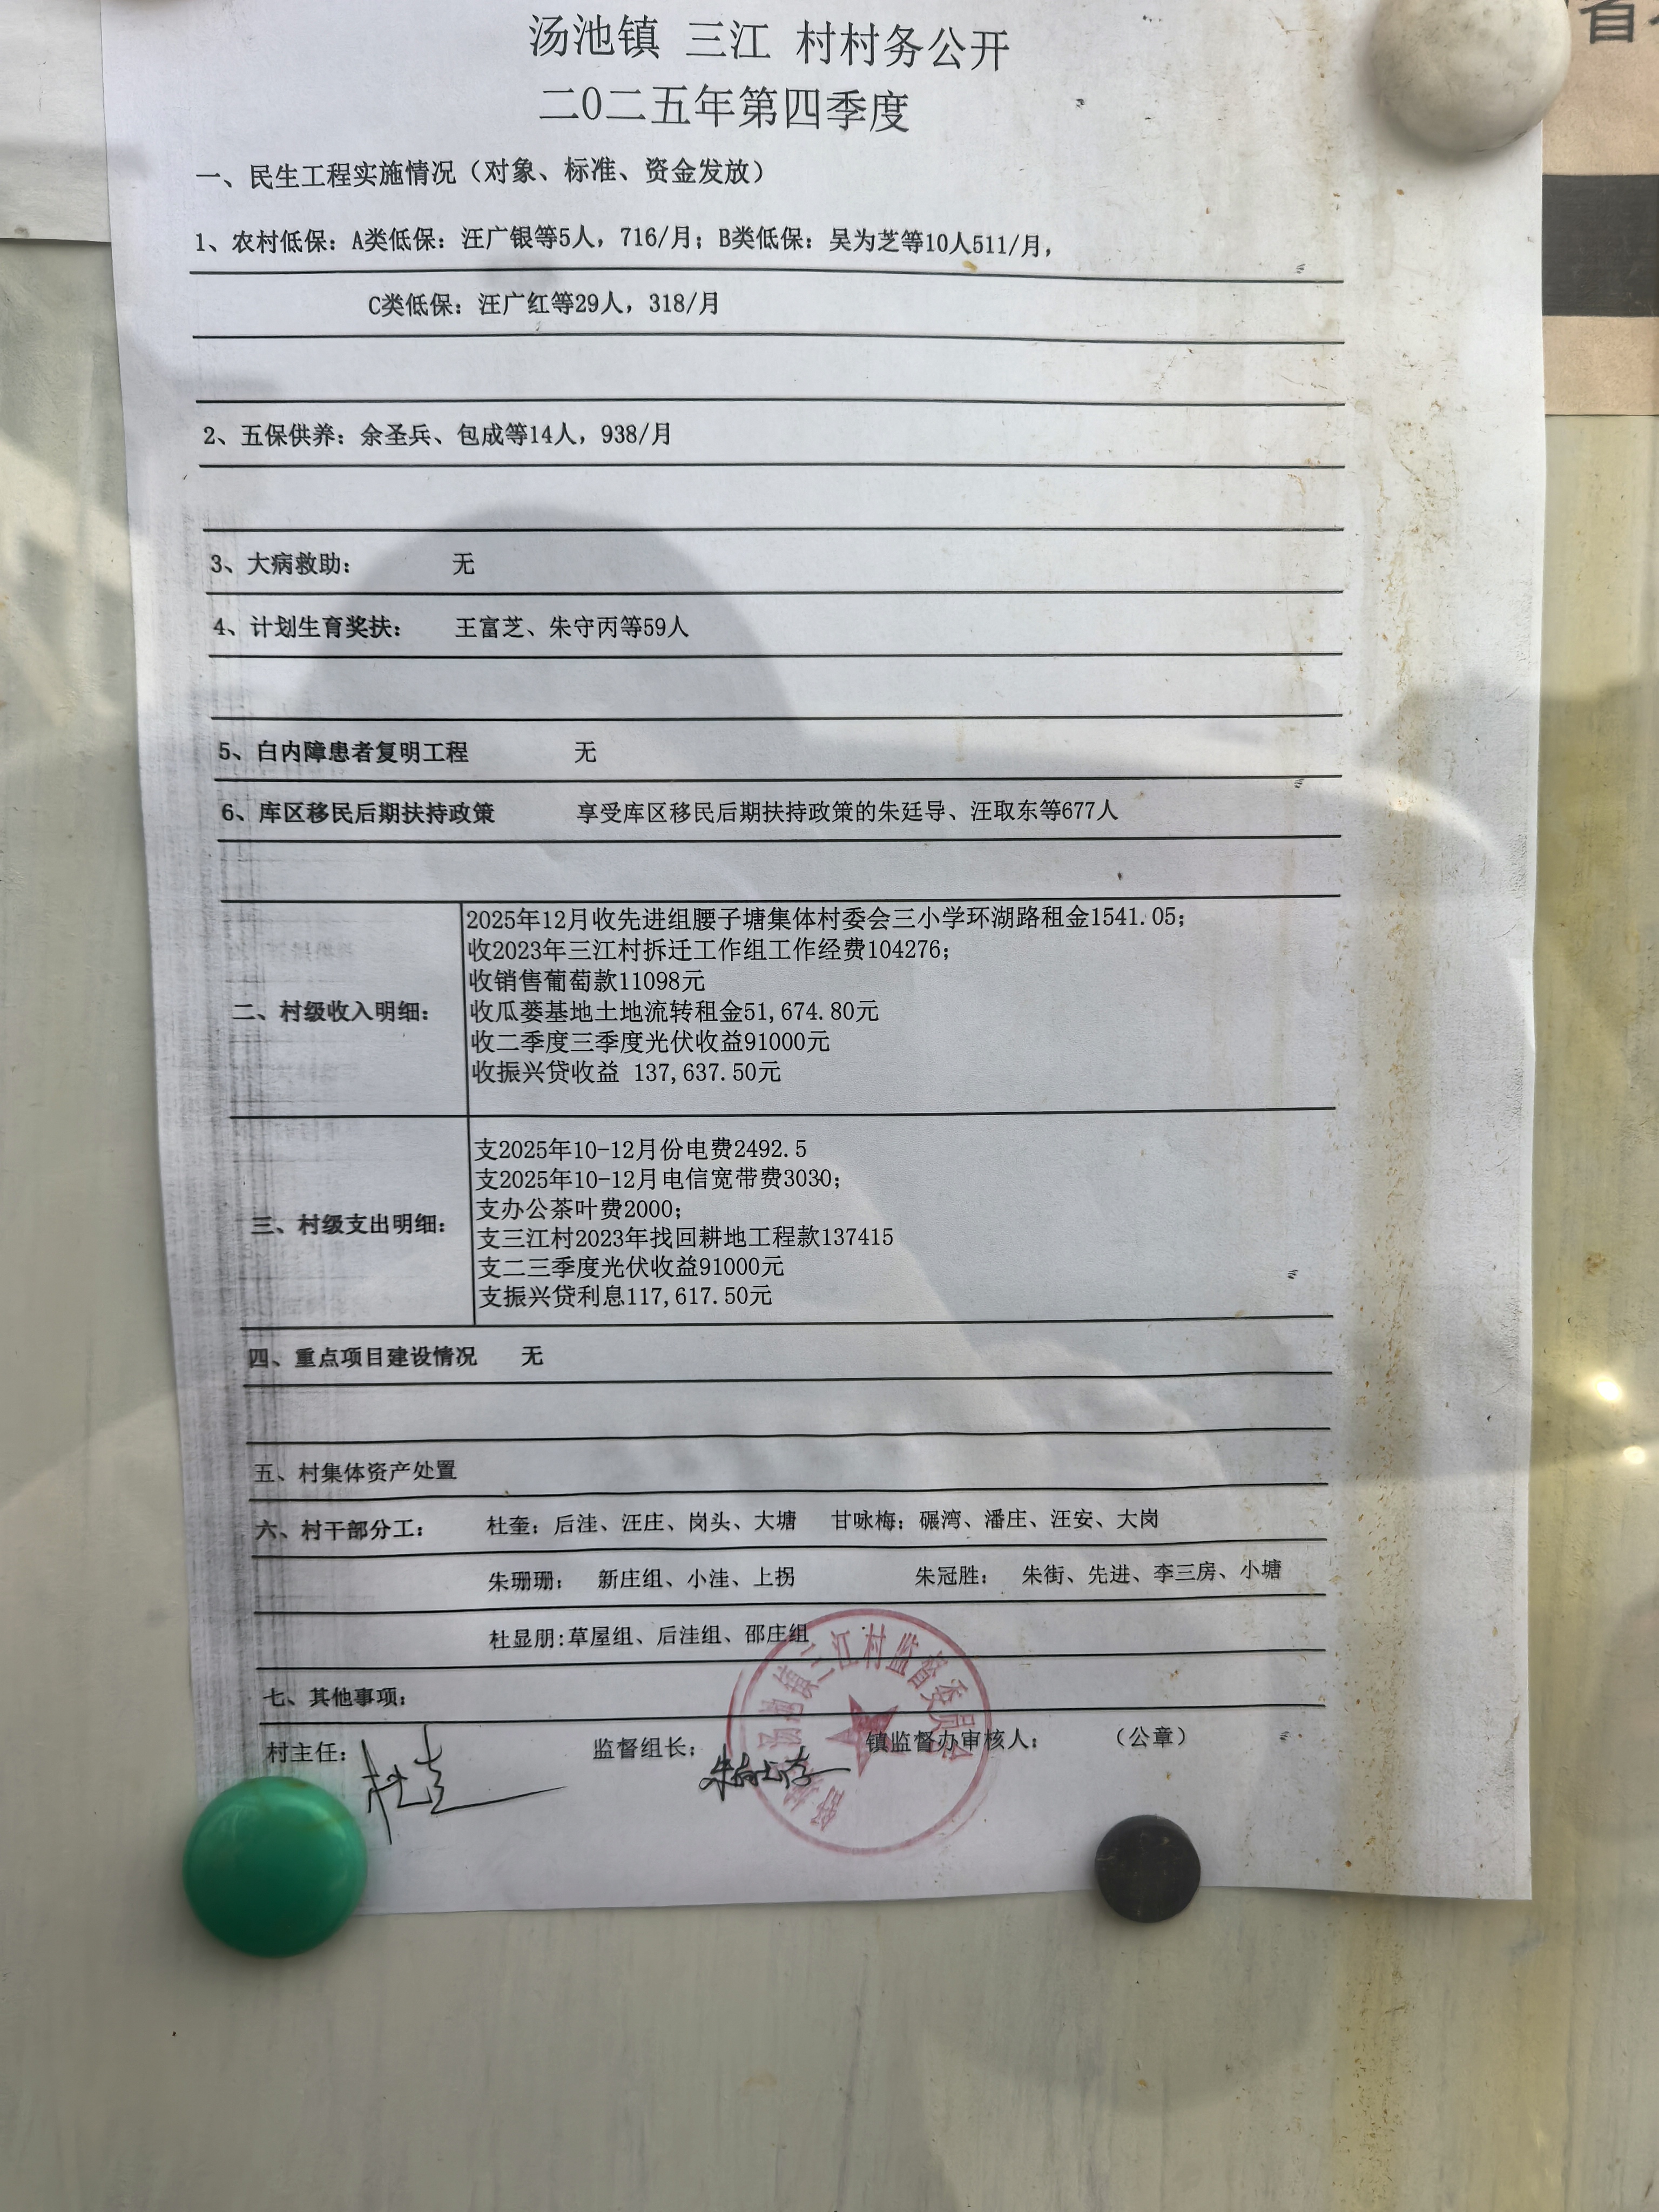 汤池镇 三江 村村务公开
二0二五年第四季度
一、民生工程实施情况（对象、标准、资金发放）
1、农村低保：A类低保：汪广银等5人，716/月；B类低保：吴为芝等10人511/月，
C类低保：汪广红等29人，318/月
2、五保供养：余圣兵、包成等14人，938/月
3、大病救助： 无
4、计划生育奖扶： 王富芝、朱守丙等59人
5、白内障患者复明工程 无
6、库区移民后期扶持政策 享受库区移民后期扶持政策的朱廷导、汪取东等677人
二、村级收入明细：
2025年12月收先进组腰子塘集体村委会三小学环湖路租金1541.05；
收2023年三江村拆迁工作组工作经费104276；
收销售葡萄款11098元
收瓜蒌基地土地流转租金51,674.80元
收二季度三季度光伏收益91000元
收振兴贷收益 137,637.50元
三、村级支出明细：
支2025年10-12月份电费2492.5
支2025年10-12月电信宽带费3030；
支办公茶叶费2000；
支三江村2023年找回耕地工程款137415
支二三季度光伏收益91000元
支振兴贷利息117,617.50元
四、重点项目建设情况 无
五、村集体资产处置
六、村干部分工： 杜奎：后洼、汪庄、岗头、大塘 甘咏梅：碾湾、潘庄、汪安、大岗
朱珊珊： 新庄组、小洼、上拐 朱冠胜： 朱街、先进、李三房、小塘
杜显朋:草屋组、后洼组、邵庄组
七、其他事项：
村主任： 杜奎 监督组长： 镇监督办审核人： （公章）
汤池镇三江村监督委员会
省